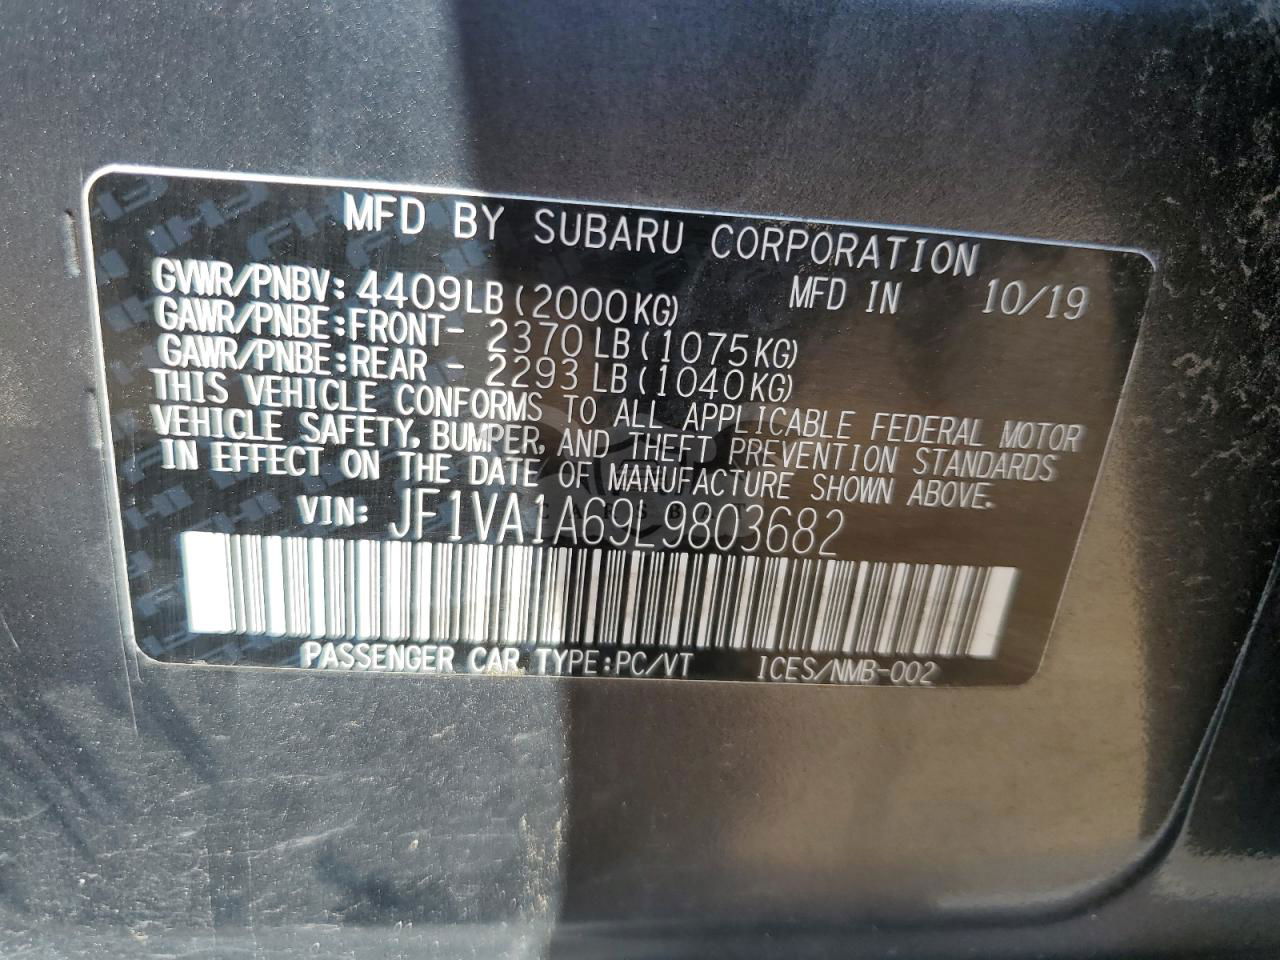 MFD BY SUBARU CORPORATION
GVWR/PNBV: 4409LB(2000KG) MFD IN 10/19
GAWR/PNBE:FRONT- 2370LB(1075KG)
GAWR/PNBE:REAR - 2293LB(1040KG)
THIS VEHICLE CONFORMS TO ALL APPLICABLE FEDERAL MOTOR
VEHICLE SAFETY, BUMPER, AND THEFT PREVENTION STANDARDS
IN EFFECT ON THE DATE OF MANUFACTURE SHOWN ABOVE.
VIN: JF1VA1A69L9803682
PASSENGER CAR TYPE:PC/VT ICES/NMB-002